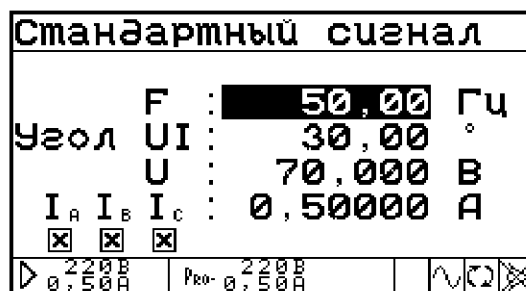 Стандартный сигнал
F : 50,00 Гц
Угол UI : 30,00 °
U : 70,000 В
IA IB IC : 0,50000 А
220В 220В
0,50А PRO- 0,50А